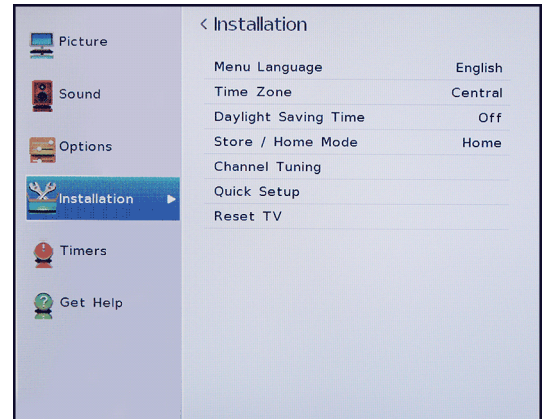 Picture
Sound
Options
Installation
Timers
Get Help
< Installation
Menu Language English
Time Zone Central
Daylight Saving Time Off
Store / Home Mode Home
Channel Tuning
Quick Setup
Reset TV